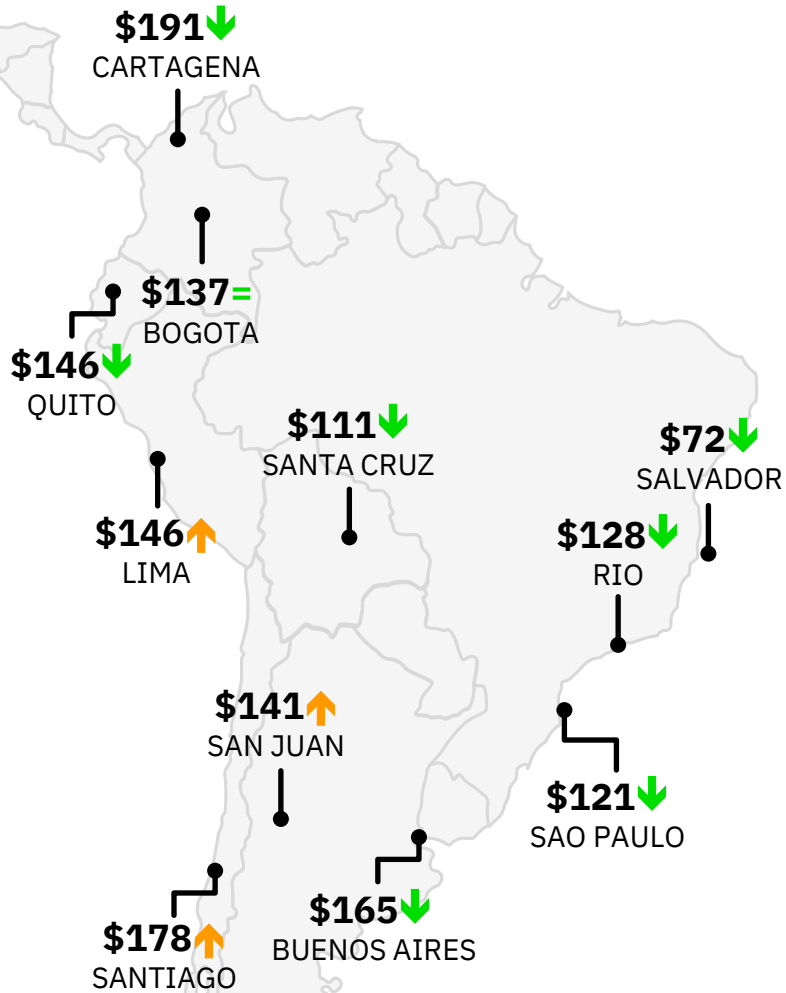 $191
CARTAGENA
$137=
BOGOTA
$146
QUITO
$111
SANTA CRUZ
$72
SALVADOR
$146
LIMA
$128
RIO
$141
SAN JUAN
$121
SAO PAULO
$165
BUENOS AIRES
$178
SANTIAGO